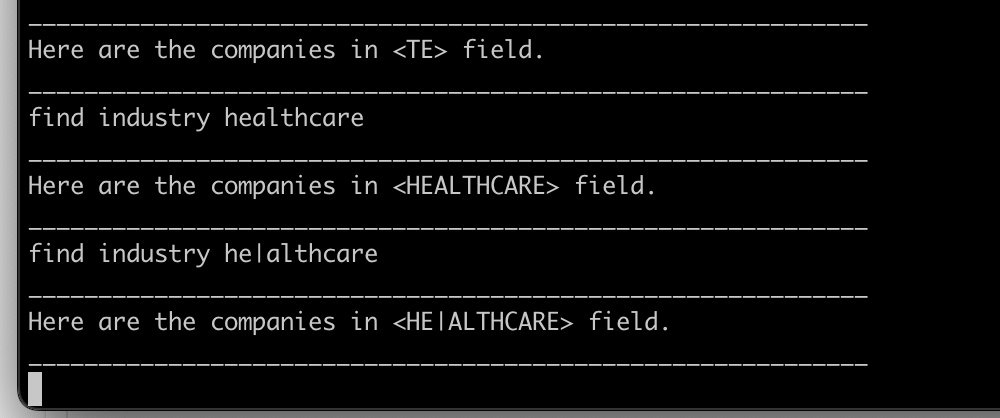 ____________________________________________________________
Here are the companies in <TE> field.
____________________________________________________________
find industry healthcare
____________________________________________________________
Here are the companies in <HEALTHCARE> field.
____________________________________________________________
find industry he|althcare
____________________________________________________________
Here are the companies in <HE|ALTHCARE> field.
____________________________________________________________